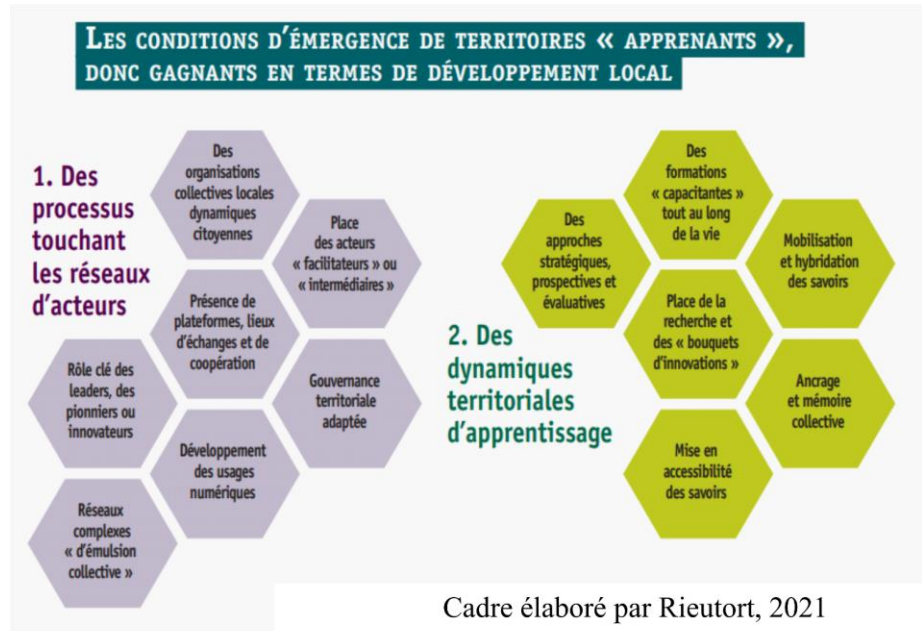 LES CONDITIONS D'ÉMERGENCE DE TERRITOIRES « APPRENANTS »,
DONC GAGNANTS EN TERMES DE DÉVELOPPEMENT LOCAL
1. Des
processus
touchant
les réseaux
d'acteurs
Des
organisations
collectives locales
dynamiques
citoyennes
Place
des acteurs
« facilitateurs » ou
« intermédiaires »
Présence de
plateformes, lieux
d'échanges et de
coopération
Rôle clé des
leaders, des
pionniers ou
innovateurs
Gouvernance
territoriale
adaptée
Développement
des usages
numériques
Réseaux
complexes
« d'émulsion
collective »
2. Des
dynamiques
territoriales
d'apprentissage
Des
formations
« capacitantes »
tout au long
de la vie
Des
approches
stratégiques,
prospectives et
évaluatives
Mobilisation
et hybridation
des savoirs
Place de la
recherche et
des « bouquets
d'innovations »
Ancrage
et mémoire
collective
Mise en
accessibilité
des savoirs
Cadre élaboré par Rieutort, 2021